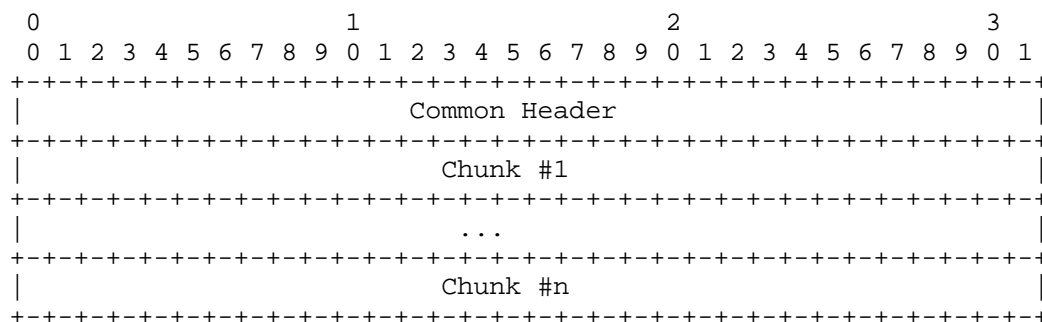 0                   1                   2                   3
 0 1 2 3 4 5 6 7 8 9 0 1 2 3 4 5 6 7 8 9 0 1 2 3 4 5 6 7 8 9 0 1
+-+-+-+-+-+-+-+-+-+-+-+-+-+-+-+-+-+-+-+-+-+-+-+-+-+-+-+-+-+-+-+-+
|                        Common Header                          |
+-+-+-+-+-+-+-+-+-+-+-+-+-+-+-+-+-+-+-+-+-+-+-+-+-+-+-+-+-+-+-+-+
|                          Chunk #1                             |
+-+-+-+-+-+-+-+-+-+-+-+-+-+-+-+-+-+-+-+-+-+-+-+-+-+-+-+-+-+-+-+-+
|                           ...                                 |
+-+-+-+-+-+-+-+-+-+-+-+-+-+-+-+-+-+-+-+-+-+-+-+-+-+-+-+-+-+-+-+-+
|                          Chunk #n                             |
+-+-+-+-+-+-+-+-+-+-+-+-+-+-+-+-+-+-+-+-+-+-+-+-+-+-+-+-+-+-+-+-+